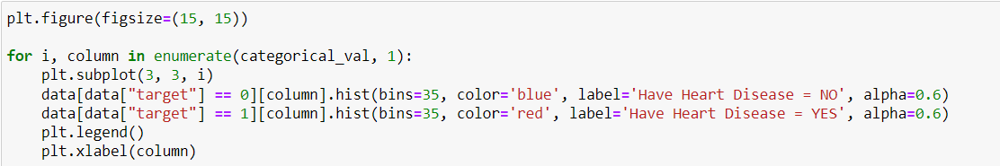 plt.figure(figsize=(15, 15))

for i, column in enumerate(categorical_val, 1):
    plt.subplot(3, 3, i)
    data[data["target"] == 0][column].hist(bins=35, color='blue', label='Have Heart Disease = NO', alpha=0.6)
    data[data["target"] == 1][column].hist(bins=35, color='red', label='Have Heart Disease = YES', alpha=0.6)
    plt.legend()
    plt.xlabel(column)